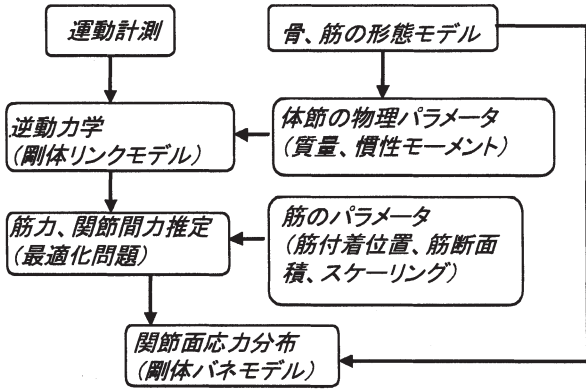 運動計測
骨、筋の形態モデル
逆動力学
(剛体リンクモデル)
体節の物理パラメータ
(質量、慣性モーメント)
筋力、関節間力推定
(最適化問題)
筋のパラメータ
(筋付着位置、筋断面
積、スケーリング)
関節面応力分布
(剛体バネモデル)